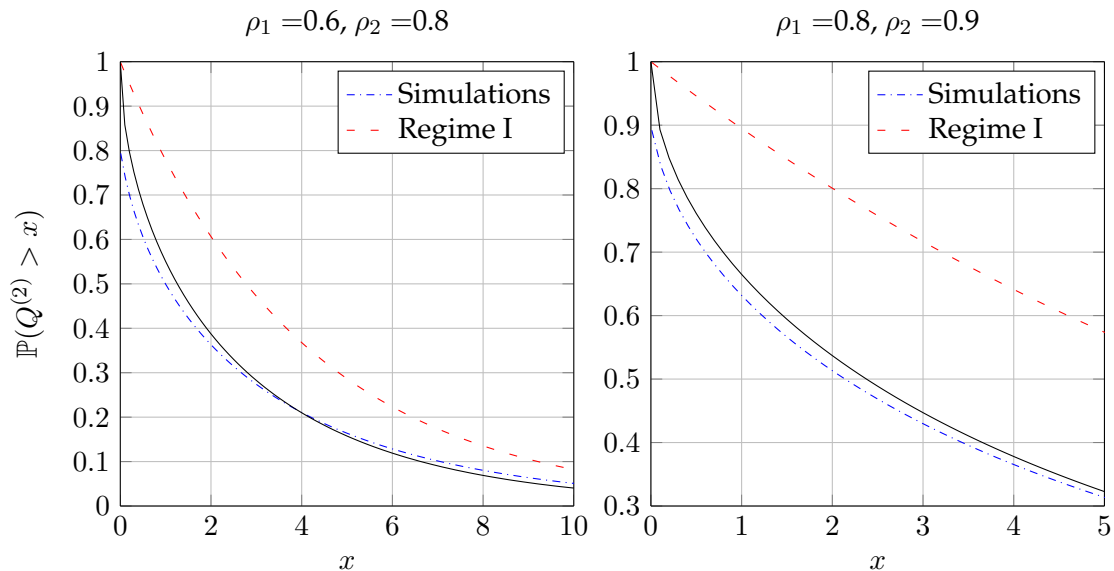 ρ₁ =0.6, ρ₂ =0.8
ρ₁ =0.8, ρ₂ =0.9
ℙ(Q⁽²⁾ > x)
1
0.9
0.8
0.7
0.6
0.5
0.4
0.3
0.2
0.1
0
Simulations
Regime I
0 2 4 6 8 10
x
1
0.9
0.8
0.7
0.6
0.5
0.4
0.3
Simulations
Regime I
0 1 2 3 4 5
x